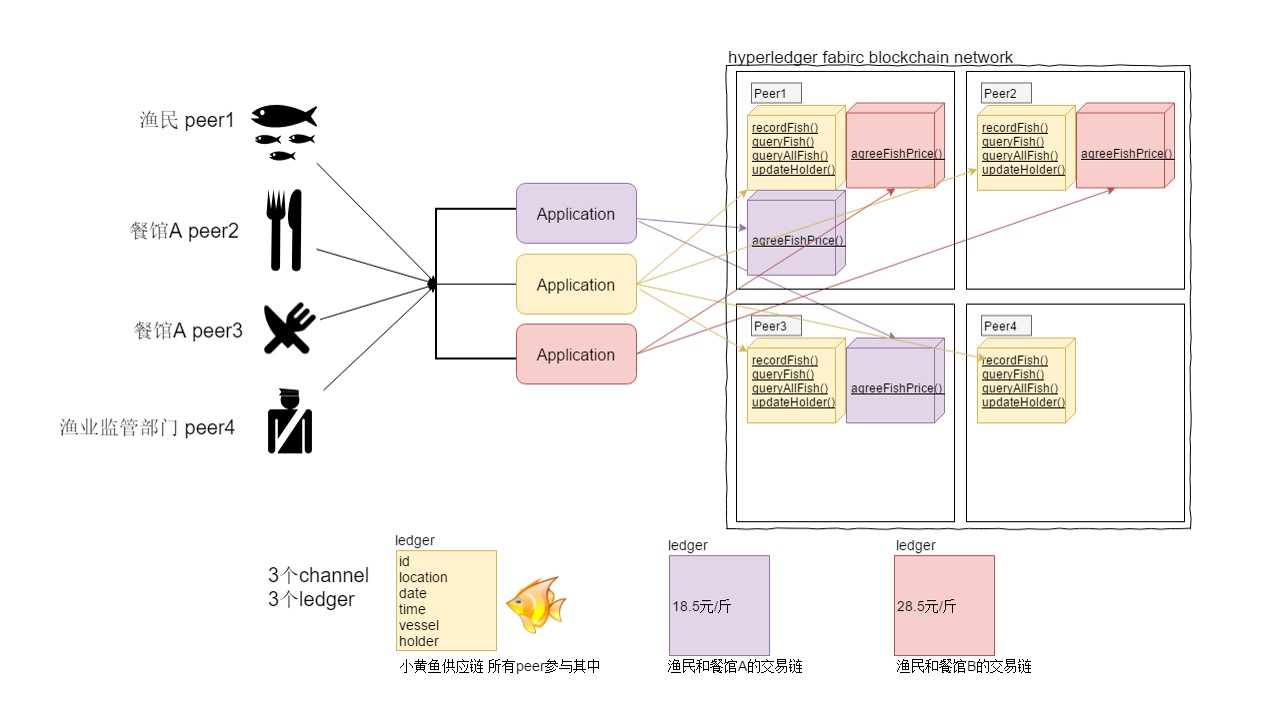 hyperledger fabirc blockchain network
渔民 peer1
餐馆A peer2
餐馆A peer3
渔业监管部门 peer4
Application
Application
Application
Peer1
recordFish()
queryFish()
queryAllFish()
updateHolder()
agreeFishPrice()
agreeFishPrice()
Peer2
recordFish()
queryFish()
queryAllFish()
updateHolder()
agreeFishPrice()
Peer3
recordFish()
queryFish()
queryAllFish()
updateHolder()
agreeFishPrice()
Peer4
recordFish()
queryFish()
queryAllFish()
updateHolder()
3个channel
3个ledger
ledger
id
location
date
time
vessel
holder
小黄鱼供应链 所有peer参与其中
ledger
18.5元/斤
渔民和餐馆A的交易链
ledger
28.5元/斤
渔民和餐馆B的交易链